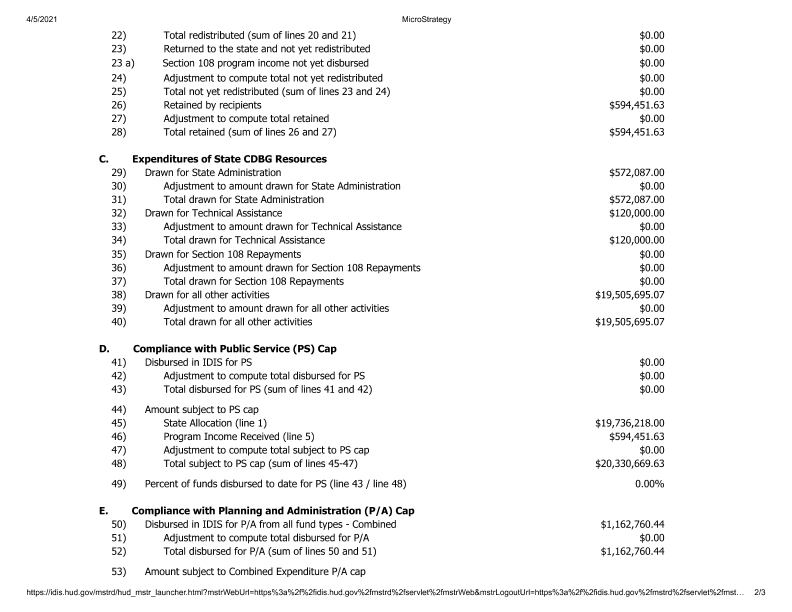 4/5/2021 MicroStrategy
22) Total redistributed (sum of lines 20 and 21) $0.00
23) Returned to the state and not yet redistributed $0.00
23 a) Section 108 program income not yet disbursed $0.00
24) Adjustment to compute total not yet redistributed $0.00
25) Total not yet redistributed (sum of lines 23 and 24) $0.00
26) Retained by recipients $594,451.63
27) Adjustment to compute total retained $0.00
28) Total retained (sum of lines 26 and 27) $594,451.63
C. Expenditures of State CDBG Resources
29) Drawn for State Administration $572,087.00
30) Adjustment to amount drawn for State Administration $0.00
31) Total drawn for State Administration $572,087.00
32) Drawn for Technical Assistance $120,000.00
33) Adjustment to amount drawn for Technical Assistance $0.00
34) Total drawn for Technical Assistance $120,000.00
35) Drawn for Section 108 Repayments $0.00
36) Adjustment to amount drawn for Section 108 Repayments $0.00
37) Total drawn for Section 108 Repayments $0.00
38) Drawn for all other activities $19,505,695.07
39) Adjustment to amount drawn for all other activities $0.00
40) Total drawn for all other activities $19,505,695.07
D. Compliance with Public Service (PS) Cap
41) Disbursed in IDIS for PS $0.00
42) Adjustment to compute total disbursed for PS $0.00
43) Total disbursed for PS (sum of lines 41 and 42) $0.00
44) Amount subject to PS cap
45) State Allocation (line 1) $19,736,218.00
46) Program Income Received (line 5) $594,451.63
47) Adjustment to compute total subject to PS cap $0.00
48) Total subject to PS cap (sum of lines 45-47) $20,330,669.63
49) Percent of funds disbursed to date for PS (line 43 / line 48) 0.00%
E. Compliance with Planning and Administration (P/A) Cap
50) Disbursed in IDIS for P/A from all fund types - Combined $1,162,760.44
51) Adjustment to compute total disbursed for P/A $0.00
52) Total disbursed for P/A (sum of lines 50 and 51) $1,162,760.44
53) Amount subject to Combined Expenditure P/A cap
https://idis.hud.gov/mstrd/hud_mstr_launcher.html?mstrWebUrl=https%3a%2f%2fidis.hud.gov%2fmstrd%2fservlet%2fmstrWeb&mstrLogoutUrl=https%3a%2f%2fidis.hud.gov%2fmstrd%2fservlet%2fmst… 2/3